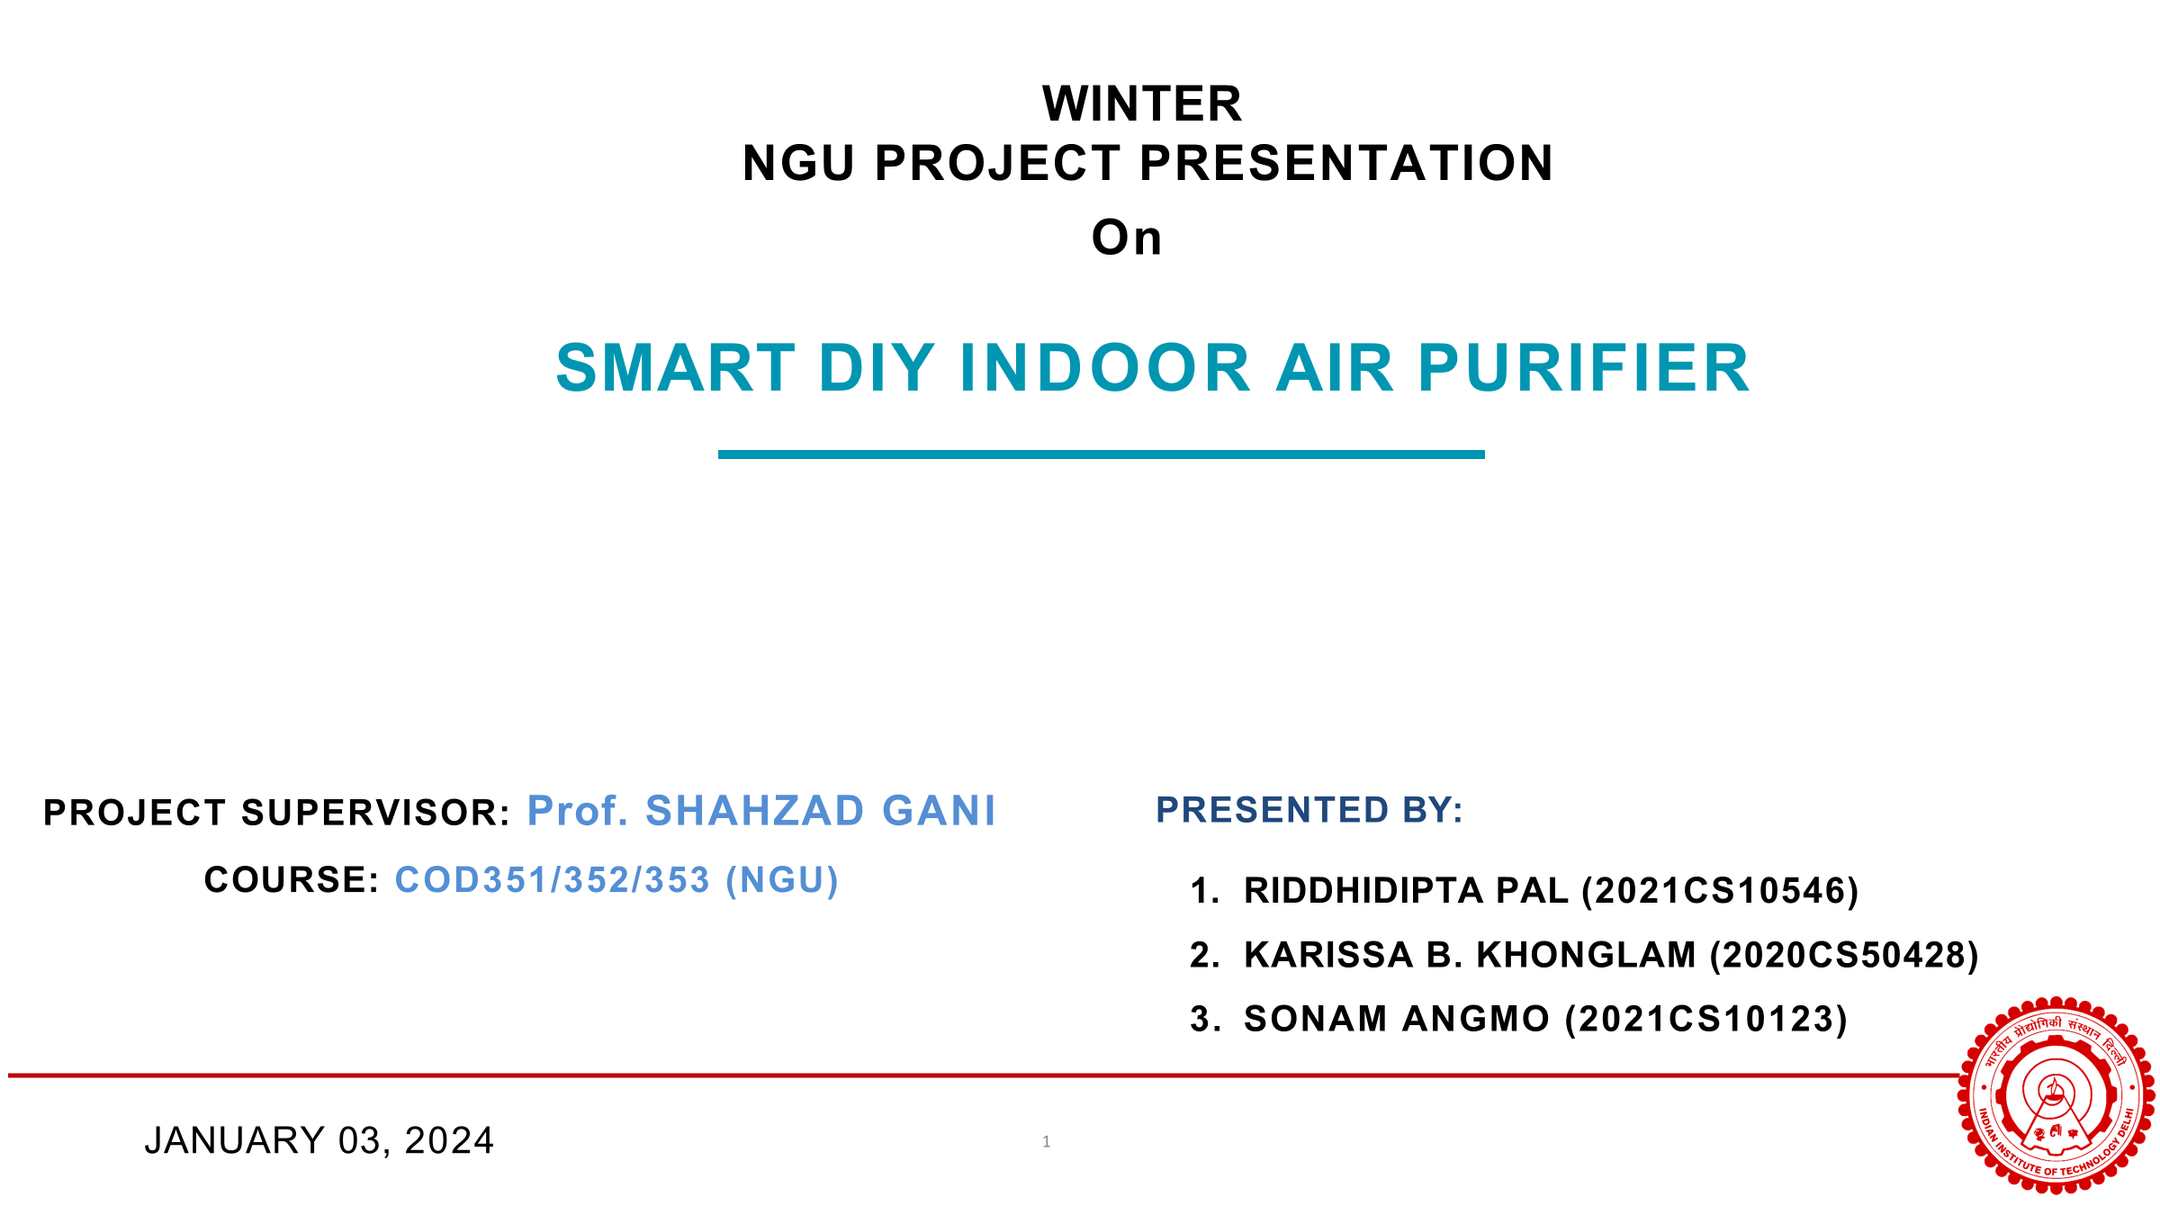 WINTER
NGU PROJECT PRESENTATION
On
SMART DIY INDOOR AIR PURIFIER
PROJECT SUPERVISOR: Prof. SHAHZAD GANI
COURSE: COD351/352/353 (NGU)
PRESENTED BY:
1. RIDDHIDIPTA PAL (2021CS10546)
2. KARISSA B. KHONGLAM (2020CS50428)
3. SONAM ANGMO (2021CS10123)
भारतीय प्रौद्योगिकी संस्थान दिल्ली
INDIAN INSTITUTE OF TECHNOLOGY DELHI
JANUARY 03, 2024
1